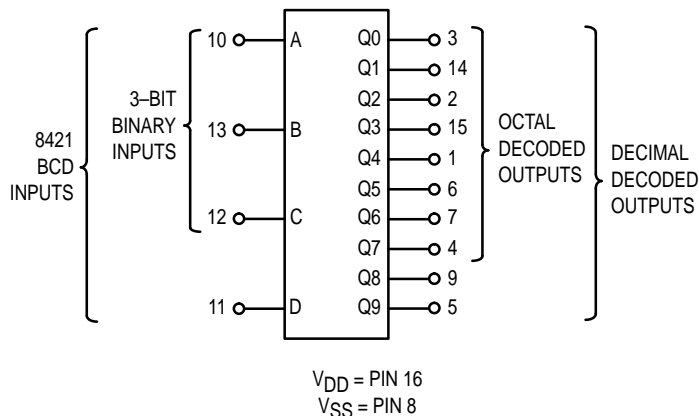 8421
BCD
INPUTS
3–BIT
BINARY
INPUTS
10
A
13
B
12
C
11
D
Q0
3
Q1
14
Q2
2
Q3
15
Q4
1
Q5
6
Q6
7
Q7
4
Q8
9
Q9
5
OCTAL
DECODED
OUTPUTS
DECIMAL
DECODED
OUTPUTS
VDD = PIN 16
VSS = PIN 8